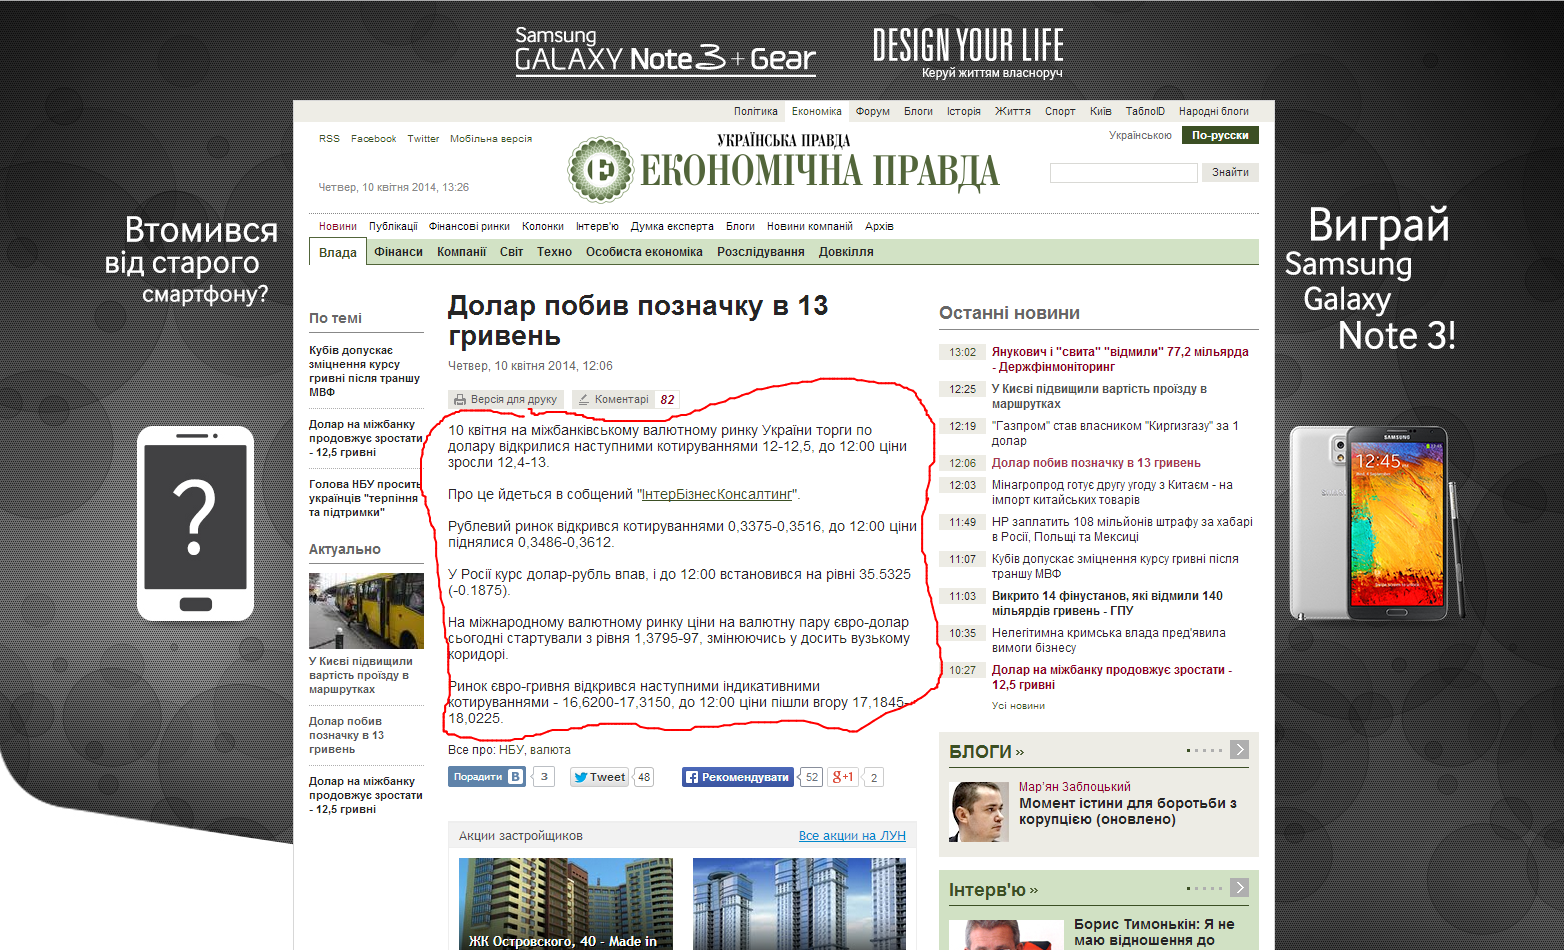 Samsung
GALAXY Note 3 + Gear
DESIGN YOUR LIFE
Керуй життям власноруч
Політика Економіка Форум Блоги Історія Життя Спорт Київ ТаблоID Народні блоги
RSS Facebook Twitter Мобільна версія
УКРАЇНСЬКА ПРАВДА
ЕКОНОМІЧНА ПРАВДА
Українською По-русски
Четвер, 10 квітня 2014, 13:26
Знайти
Новини Публікації Фінансові ринки Колонки Інтерв'ю Думка експерта Блоги Новини компаній Архів
Влада Фінанси Компанії Світ Техно Особиста економіка Розслідування Довкілля
Втомився
від старого
смартфону?
?
По темі
Кубів допускає
зміцнення курсу
гривні після траншу
МВФ
Долар на міжбанку
продовжує зростати
- 12,5 гривні
Голова НБУ просить
українців "терпіння
та підтримки"
Актуально
У Києві підвищили
вартість проїзду в
маршрутках
Долар побив
позначку в 13
гривень
Долар на міжбанку
продовжує зростати
- 12,5 гривні
Долар побив позначку в 13
гривень
Четвер, 10 квітня 2014, 12:06
Версія для друку Коментарі 82
10 квітня на міжбанківському валютному ринку України торги по
долару відкрилися наступними котируваннями 12-12,5, до 12:00 ціни
зросли 12,4-13.
Про це йдеться в собщений "ІнтерБізнесКонсалтинг".
Рублевий ринок відкрився котируваннями 0,3375-0,3516, до 12:00 ціни
піднялися 0,3486-0,3612.
У Росії курс долар-рубль впав, і до 12:00 встановився на рівні 35.5325
(-0.1875).
На міжнародному валютному ринку ціни на валютну пару євро-долар
сьогодні стартували з рівня 1,3795-97, змінюючись у досить вузькому
коридорі.
Ринок євро-гривня відкрився наступними індикативними
котируваннями - 16,6200-17,3150, до 12:00 ціни пішли вгору 17,1845-
18,0225.
Все про: НБУ, валюта
Порадити В 3 Tweet 48 Рекомендувати 52 g+1 2
Акции застройщиков Все акции на ЛУН
ЖК Островского, 40 - Made in
Останні новини
13:02 Янукович і "свита" "відмили" 77,2 мільярда
- Держфінмоніторинг
12:25 У Києві підвищили вартість проїзду в
маршрутках
12:19 "Газпром" став власником "Киргизгазу" за 1
долар
12:06 Долар побив позначку в 13 гривень
12:03 Мінагропрод готує другу угоду з Китаєм - на
імпорт китайських товарів
11:49 HP заплатить 108 мільйонів штрафу за хабарі
в Росії, Польщі та Мексиці
11:07 Кубів допускає зміцнення курсу гривні після
траншу МВФ
11:03 Викрито 14 фінустанов, які відмили 140
мільярдів гривень - ГПУ
10:35 Нелегітимна кримська влада пред'явила
вимоги бізнесу
10:27 Долар на міжбанку продовжує зростати -
12,5 гривні
Усі новини
БЛОГИ »
Мар'ян Заблоцький
Момент істини для боротьби з
корупцією (оновлено)
Інтерв'ю »
Борис Тимонькін: Я не
маю відношення до
Виграй
Samsung
Galaxy
Note 3!
SAMSUNG
12:45